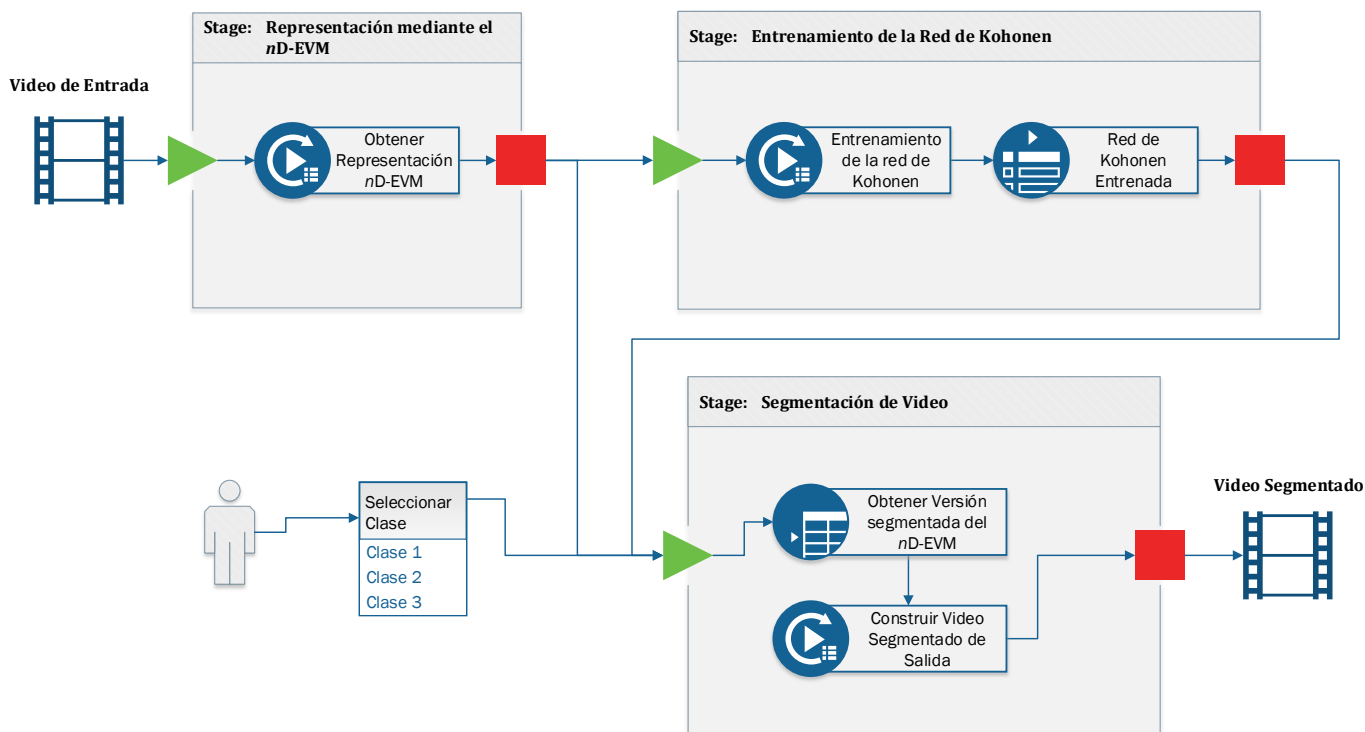 Stage: Representación mediante el
nD-EVM
Stage: Entrenamiento de la Red de Kohonen
Video de Entrada
Obtener
Representación
nD-EVM
Entrenamiento
de la red de
Kohonen
Red de
Kohonen
Entrenada
Stage: Segmentación de Video
Seleccionar
Clase
Clase 1
Clase 2
Clase 3
Obtener Versión
segmentada del
nD-EVM
Construir Video
Segmentado de
Salida
Video Segmentado